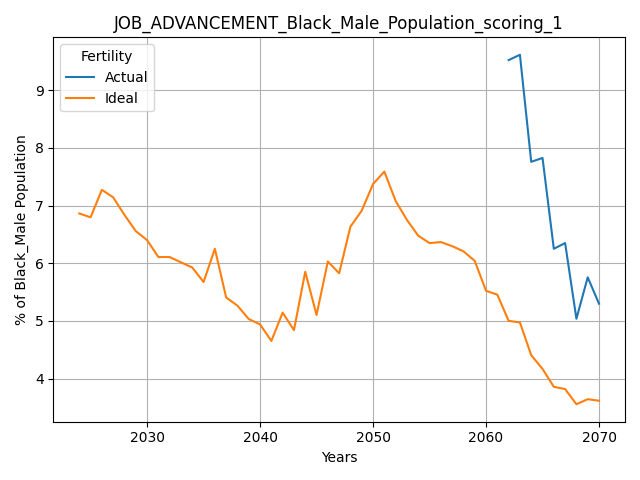 JOB_ADVANCEMENT_Black_Male_Population_scoring_1
Fertility
Actual
Ideal
% of Black_Male Population
9
8
7
6
5
4
2030 2040 2050 2060 2070
Years